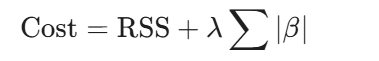 Cost = RSS + λ ∑ |β|